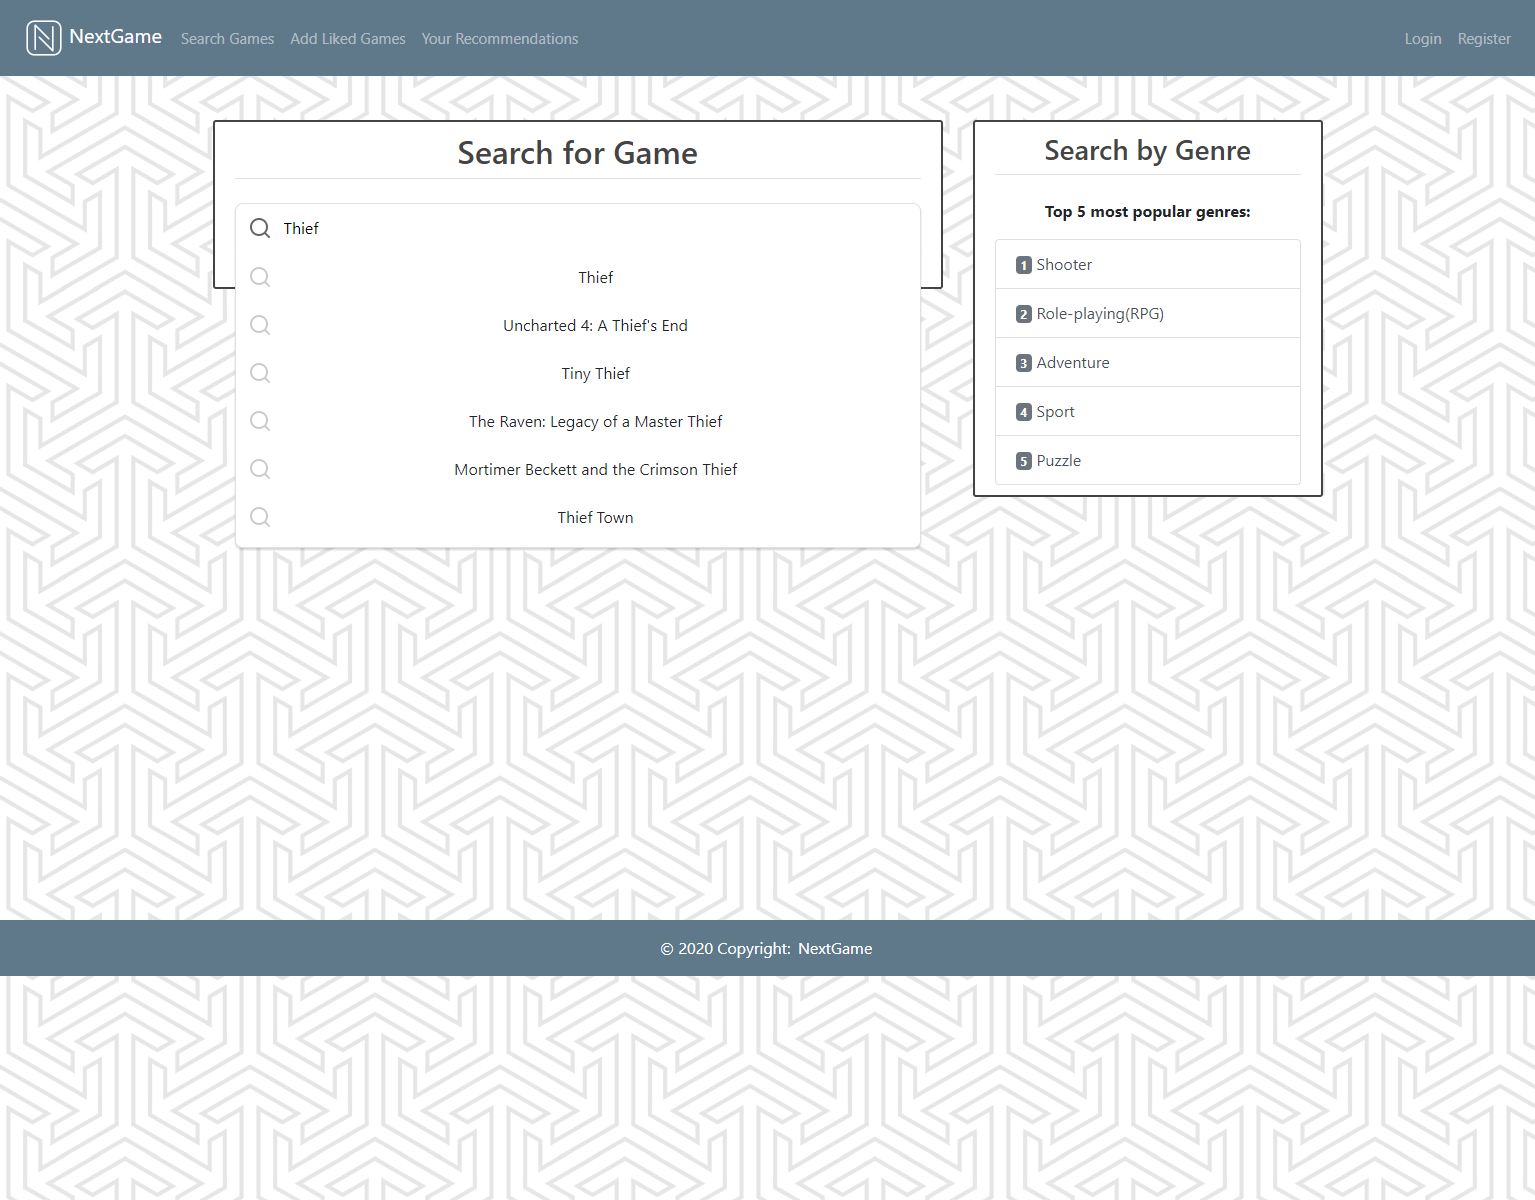 NextGame Search Games Add Liked Games Your Recommendations Login Register
Search for Game
Thief
Thief
Uncharted 4: A Thief's End
Tiny Thief
The Raven: Legacy of a Master Thief
Mortimer Beckett and the Crimson Thief
Thief Town
Search by Genre
Top 5 most popular genres:
1 Shooter
2 Role-playing(RPG)
3 Adventure
4 Sport
5 Puzzle
© 2020 Copyright: NextGame